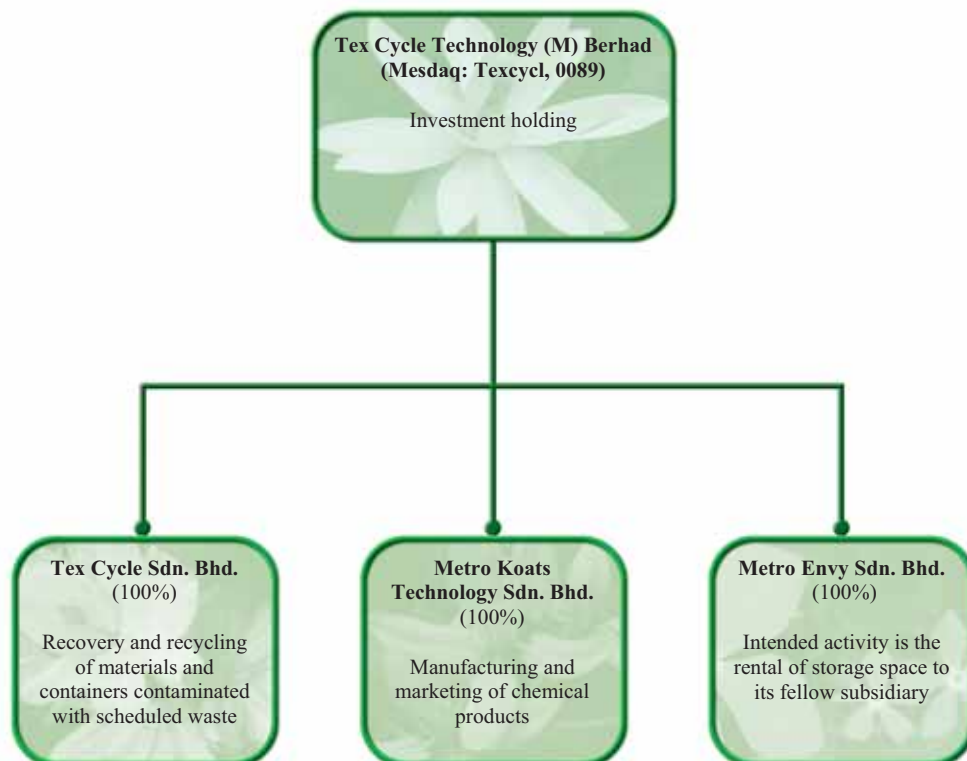 Tex Cycle Technology (M) Berhad
(Mesdaq: Texcycl, 0089)
Investment holding
Tex Cycle Sdn. Bhd.
(100%)
Recovery and recycling
of materials and
containers contaminated
with scheduled waste
Metro Koats
Technology Sdn. Bhd.
(100%)
Manufacturing and
marketing of chemical
products
Metro Envy Sdn. Bhd.
(100%)
Intended activity is the
rental of storage space to
its fellow subsidiary